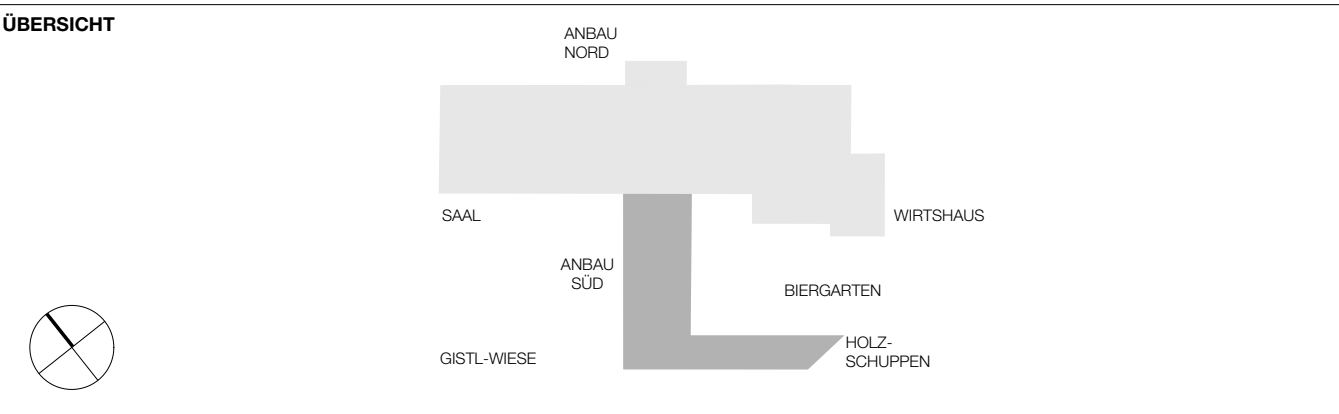 ÜBERSICHT
ANBAU
NORD
SAAL
WIRTSHAUS
ANBAU
SÜD
BIERGARTEN
GISTL-WIESE
HOLZ-
SCHUPPEN